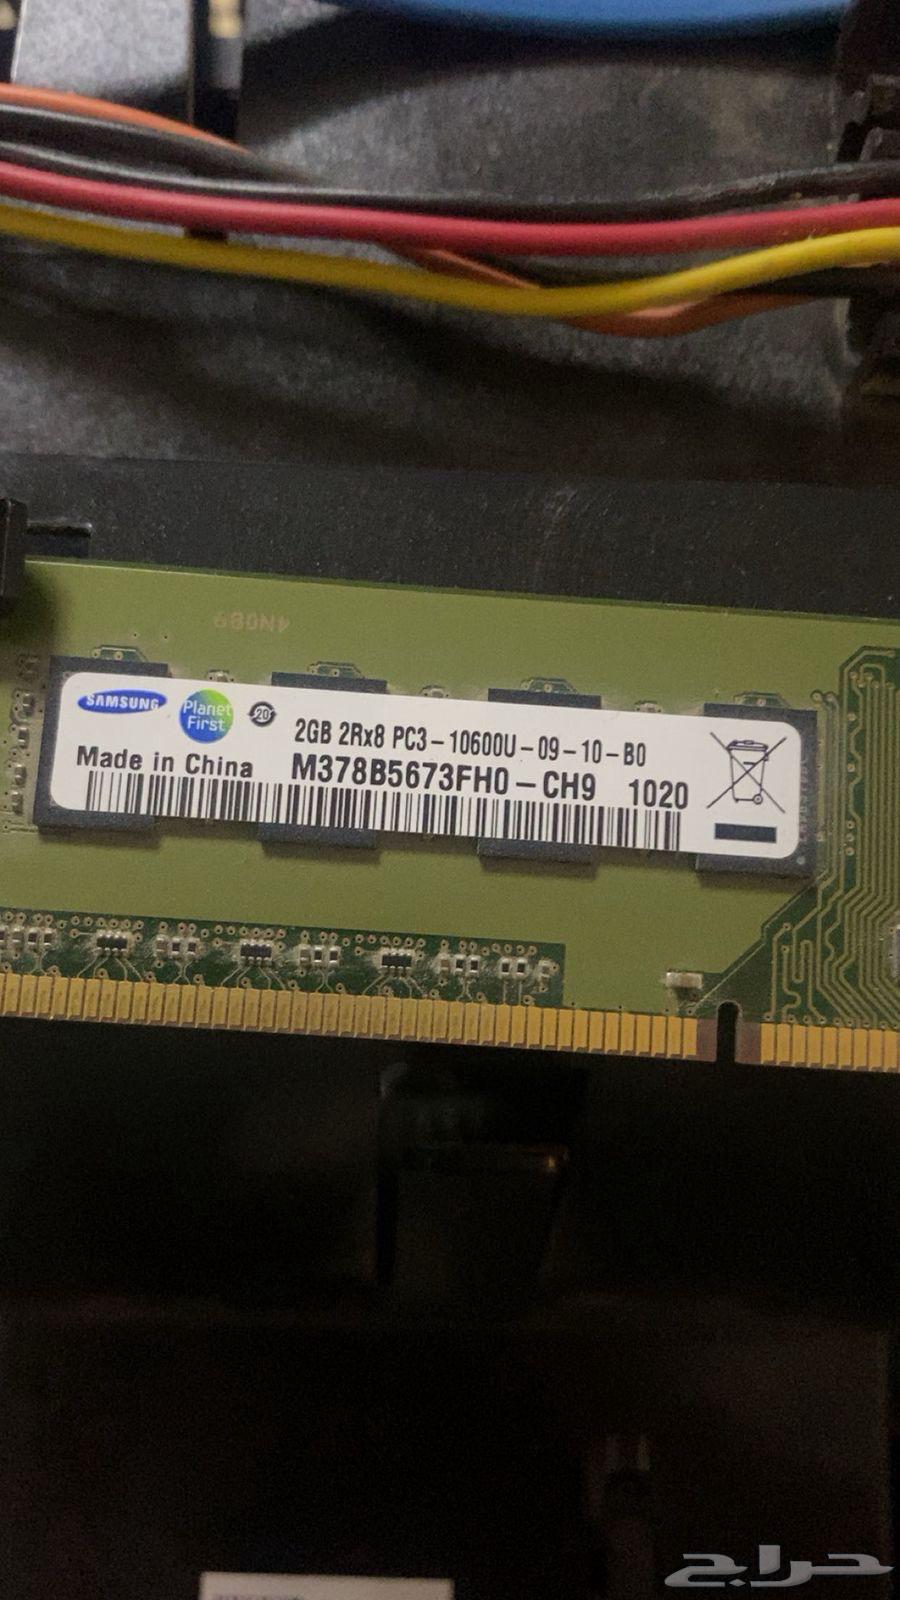 4N089
SAMSUNG
Planet First
20
2GB 2Rx8 PC3-10600U-09-10-B0
Made in China
M378B5673FH0-CH9 1020
حراج